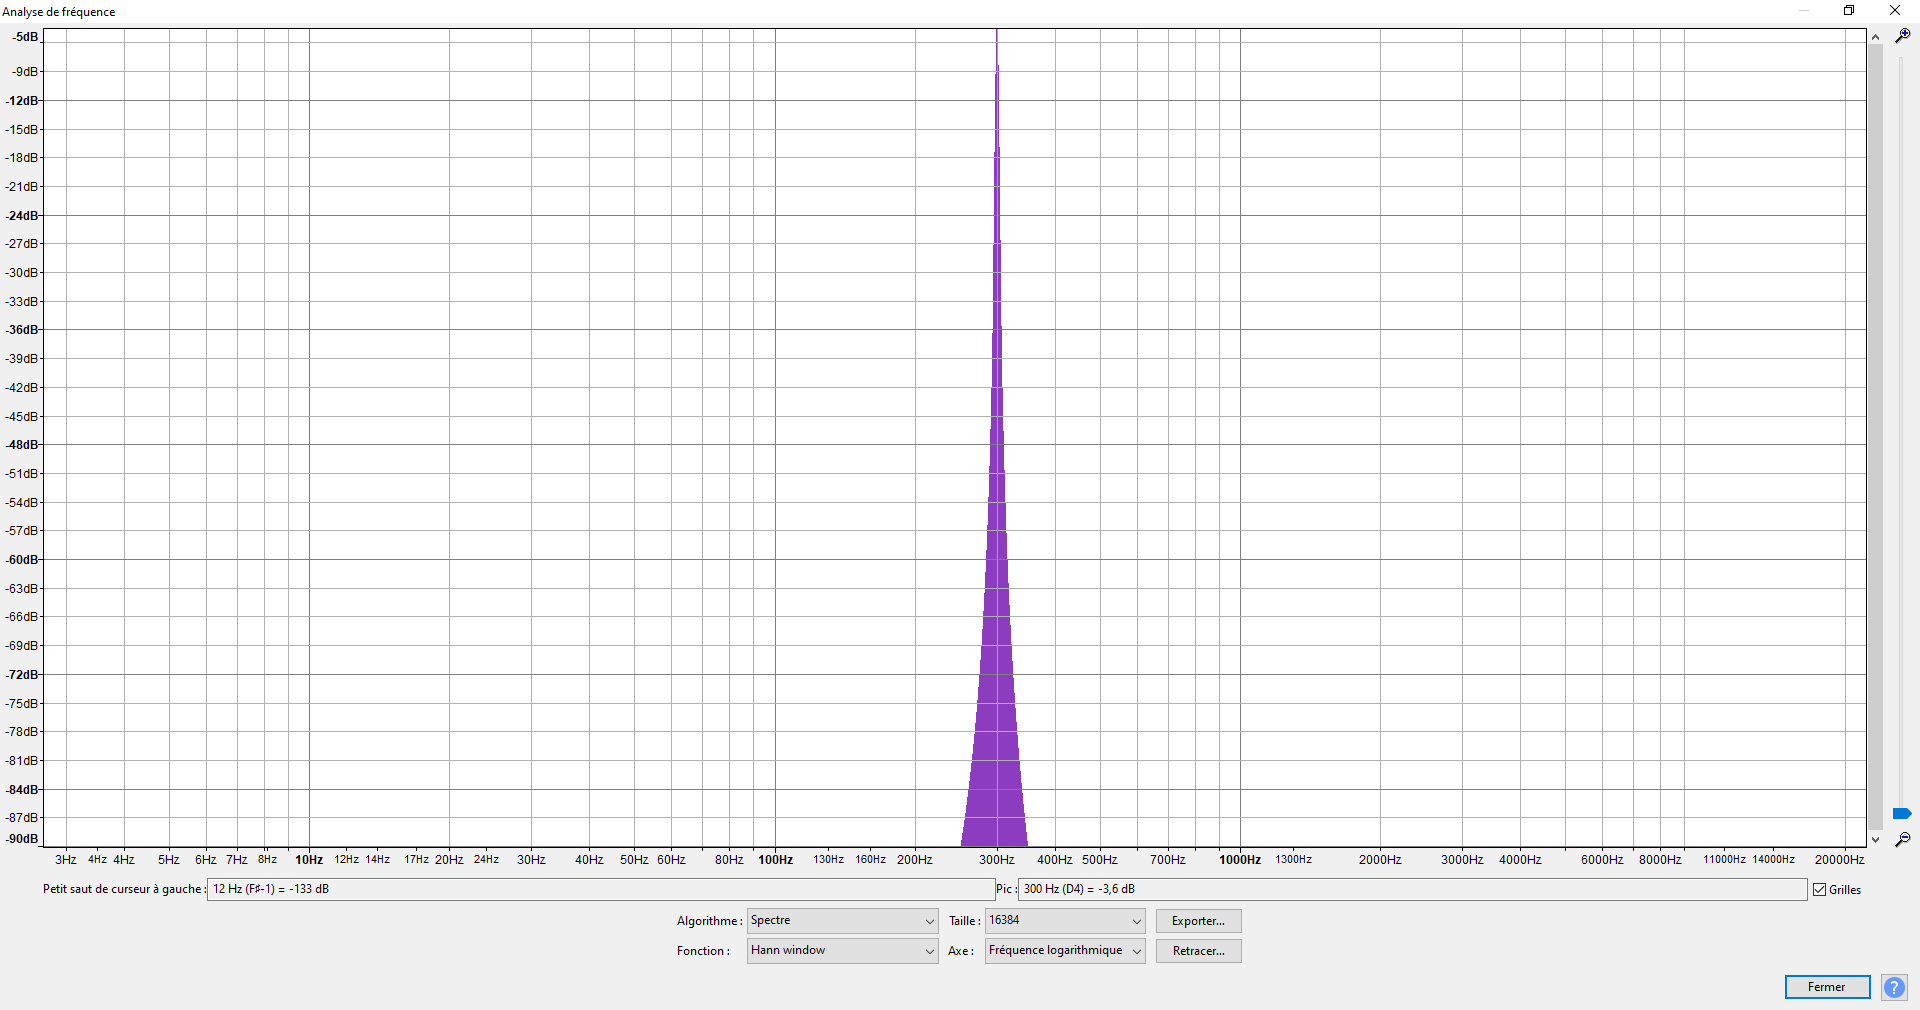 Analyse de fréquence
-5dB
-9dB
-12dB
-15dB
-18dB
-21dB
-24dB
-27dB
-30dB
-33dB
-36dB
-39dB
-42dB
-45dB
-48dB
-51dB
-54dB
-57dB
-60dB
-63dB
-66dB
-69dB
-72dB
-75dB
-78dB
-81dB
-84dB
-87dB
-90dB
3Hz 4Hz 4Hz 5Hz 6Hz 7Hz 8Hz 10Hz 12Hz 14Hz 17Hz 20Hz 24Hz 30Hz 40Hz 50Hz 60Hz 80Hz 100Hz 130Hz 160Hz 200Hz 300Hz 400Hz 500Hz 700Hz 1000Hz 1300Hz 2000Hz 3000Hz 4000Hz 6000Hz 8000Hz 11000Hz 14000Hz 20000Hz
Petit saut de curseur à gauche : 12 Hz (F♯-1) = -133 dB Pic : 300 Hz (D4) = -3,6 dB Grilles
Algorithme : Spectre Taille : 16384 Exporter...
Fonction : Hann window Axe : Fréquence logarithmique Retracer...
Fermer ?